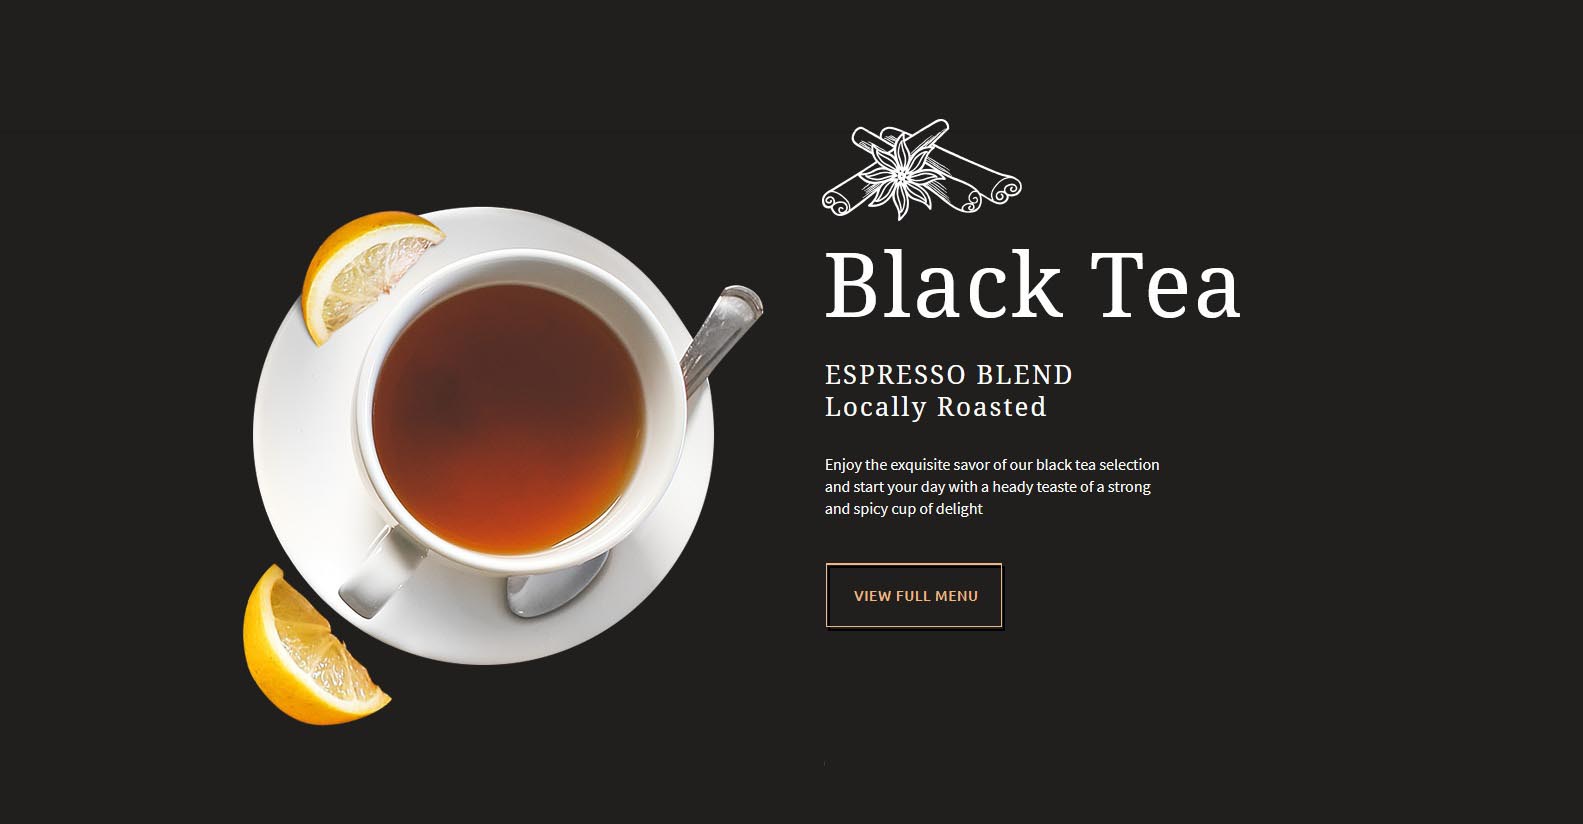 Black Tea
ESPRESSO BLEND
Locally Roasted
Enjoy the exquisite savor of our black tea selection
and start your day with a heady teaste of a strong
and spicy cup of delight
VIEW FULL MENU